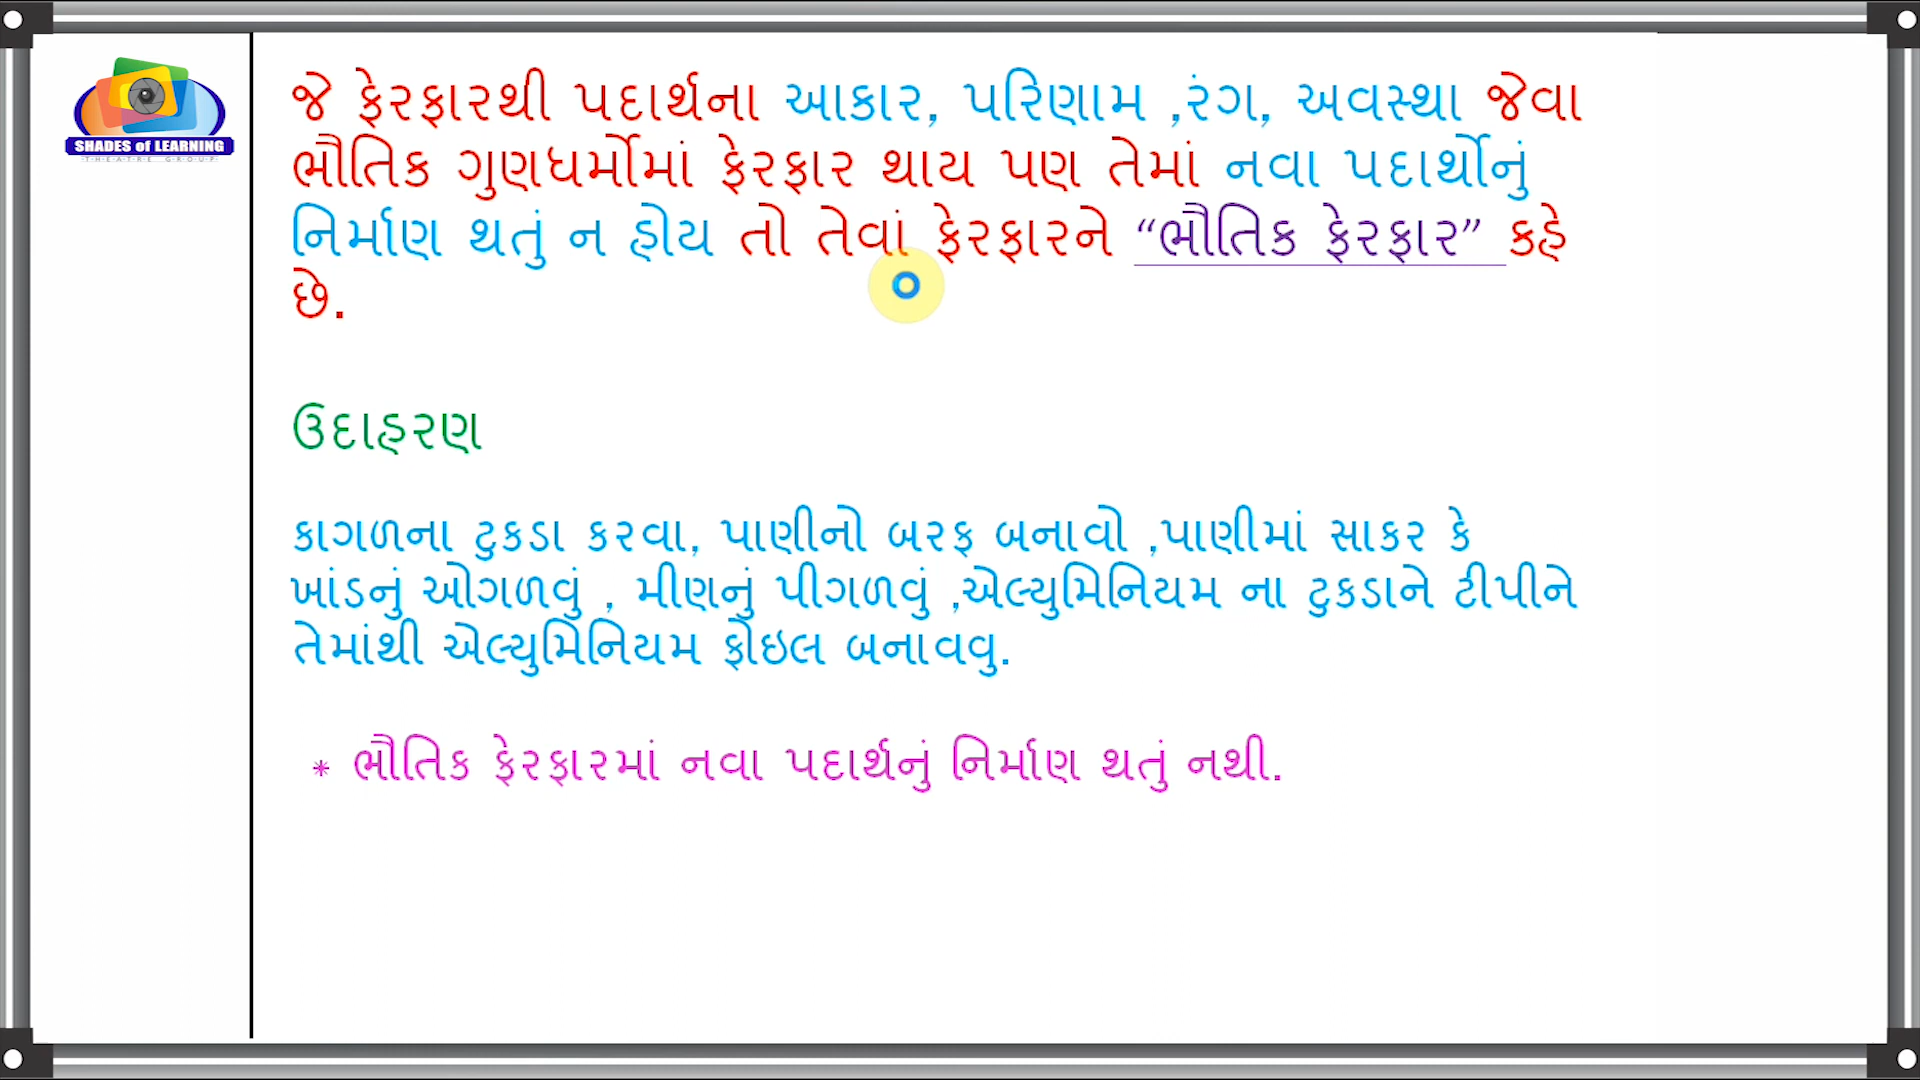 SHADES of LEARNING
THEATRE GROUP
જે ફેરફારથી પદાર્થના આકાર, પરિણામ ,રંગ, અવસ્થા જેવા
ભૌતિક ગુણધર્મોમાં ફેરફાર થાય પણ તેમાં નવા પદાર્થોનું
નિર્માણ થતું ન હોય તો તેવાં ફેરફારને “ભૌતિક ફેરફાર” કહે
છે.
ઉદાહરણ
કાગળના ટુકડા કરવા, પાણીનો બરફ બનાવો ,પાણીમાં સાકર કે
ખાંડનું ઓગળવું , મીણનું પીગળવું ,એલ્યુમિનિયમ ના ટુકડાને ટીપીને
તેમાંથી એલ્યુમિનિયમ ફોઇલ બનાવવુ.
* ભૌતિક ફેરફારમાં નવા પદાર્થનું નિર્માણ થતું નથી.